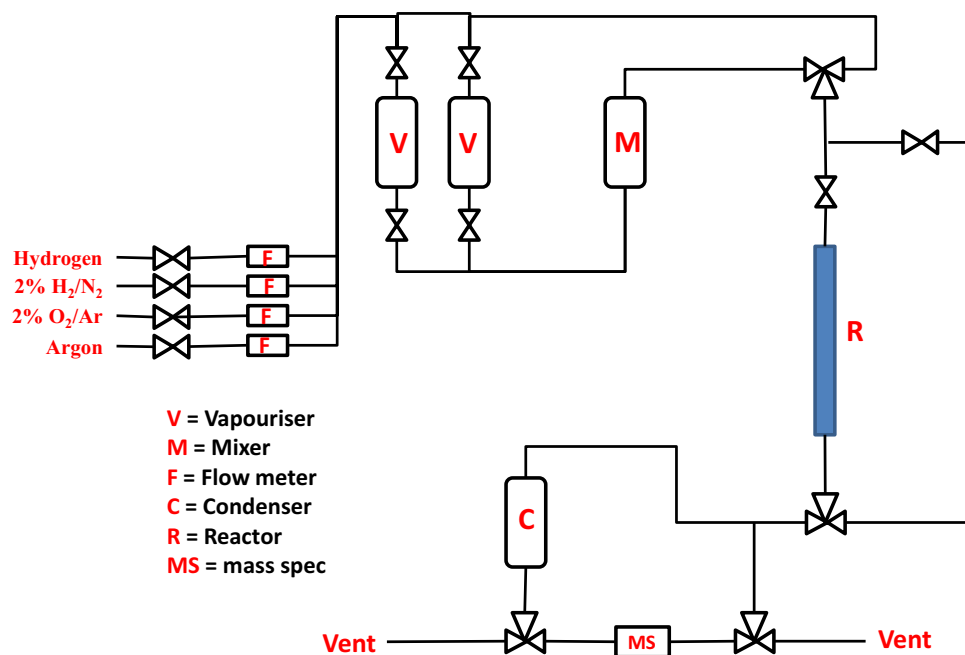 V
V
M
Hydrogen
F
2% H₂/N₂
F
2% O₂/Ar
F
Argon
F
R
V = Vapouriser
M = Mixer
F = Flow meter
C = Condenser
R = Reactor
MS = mass spec
C
Vent
MS
Vent